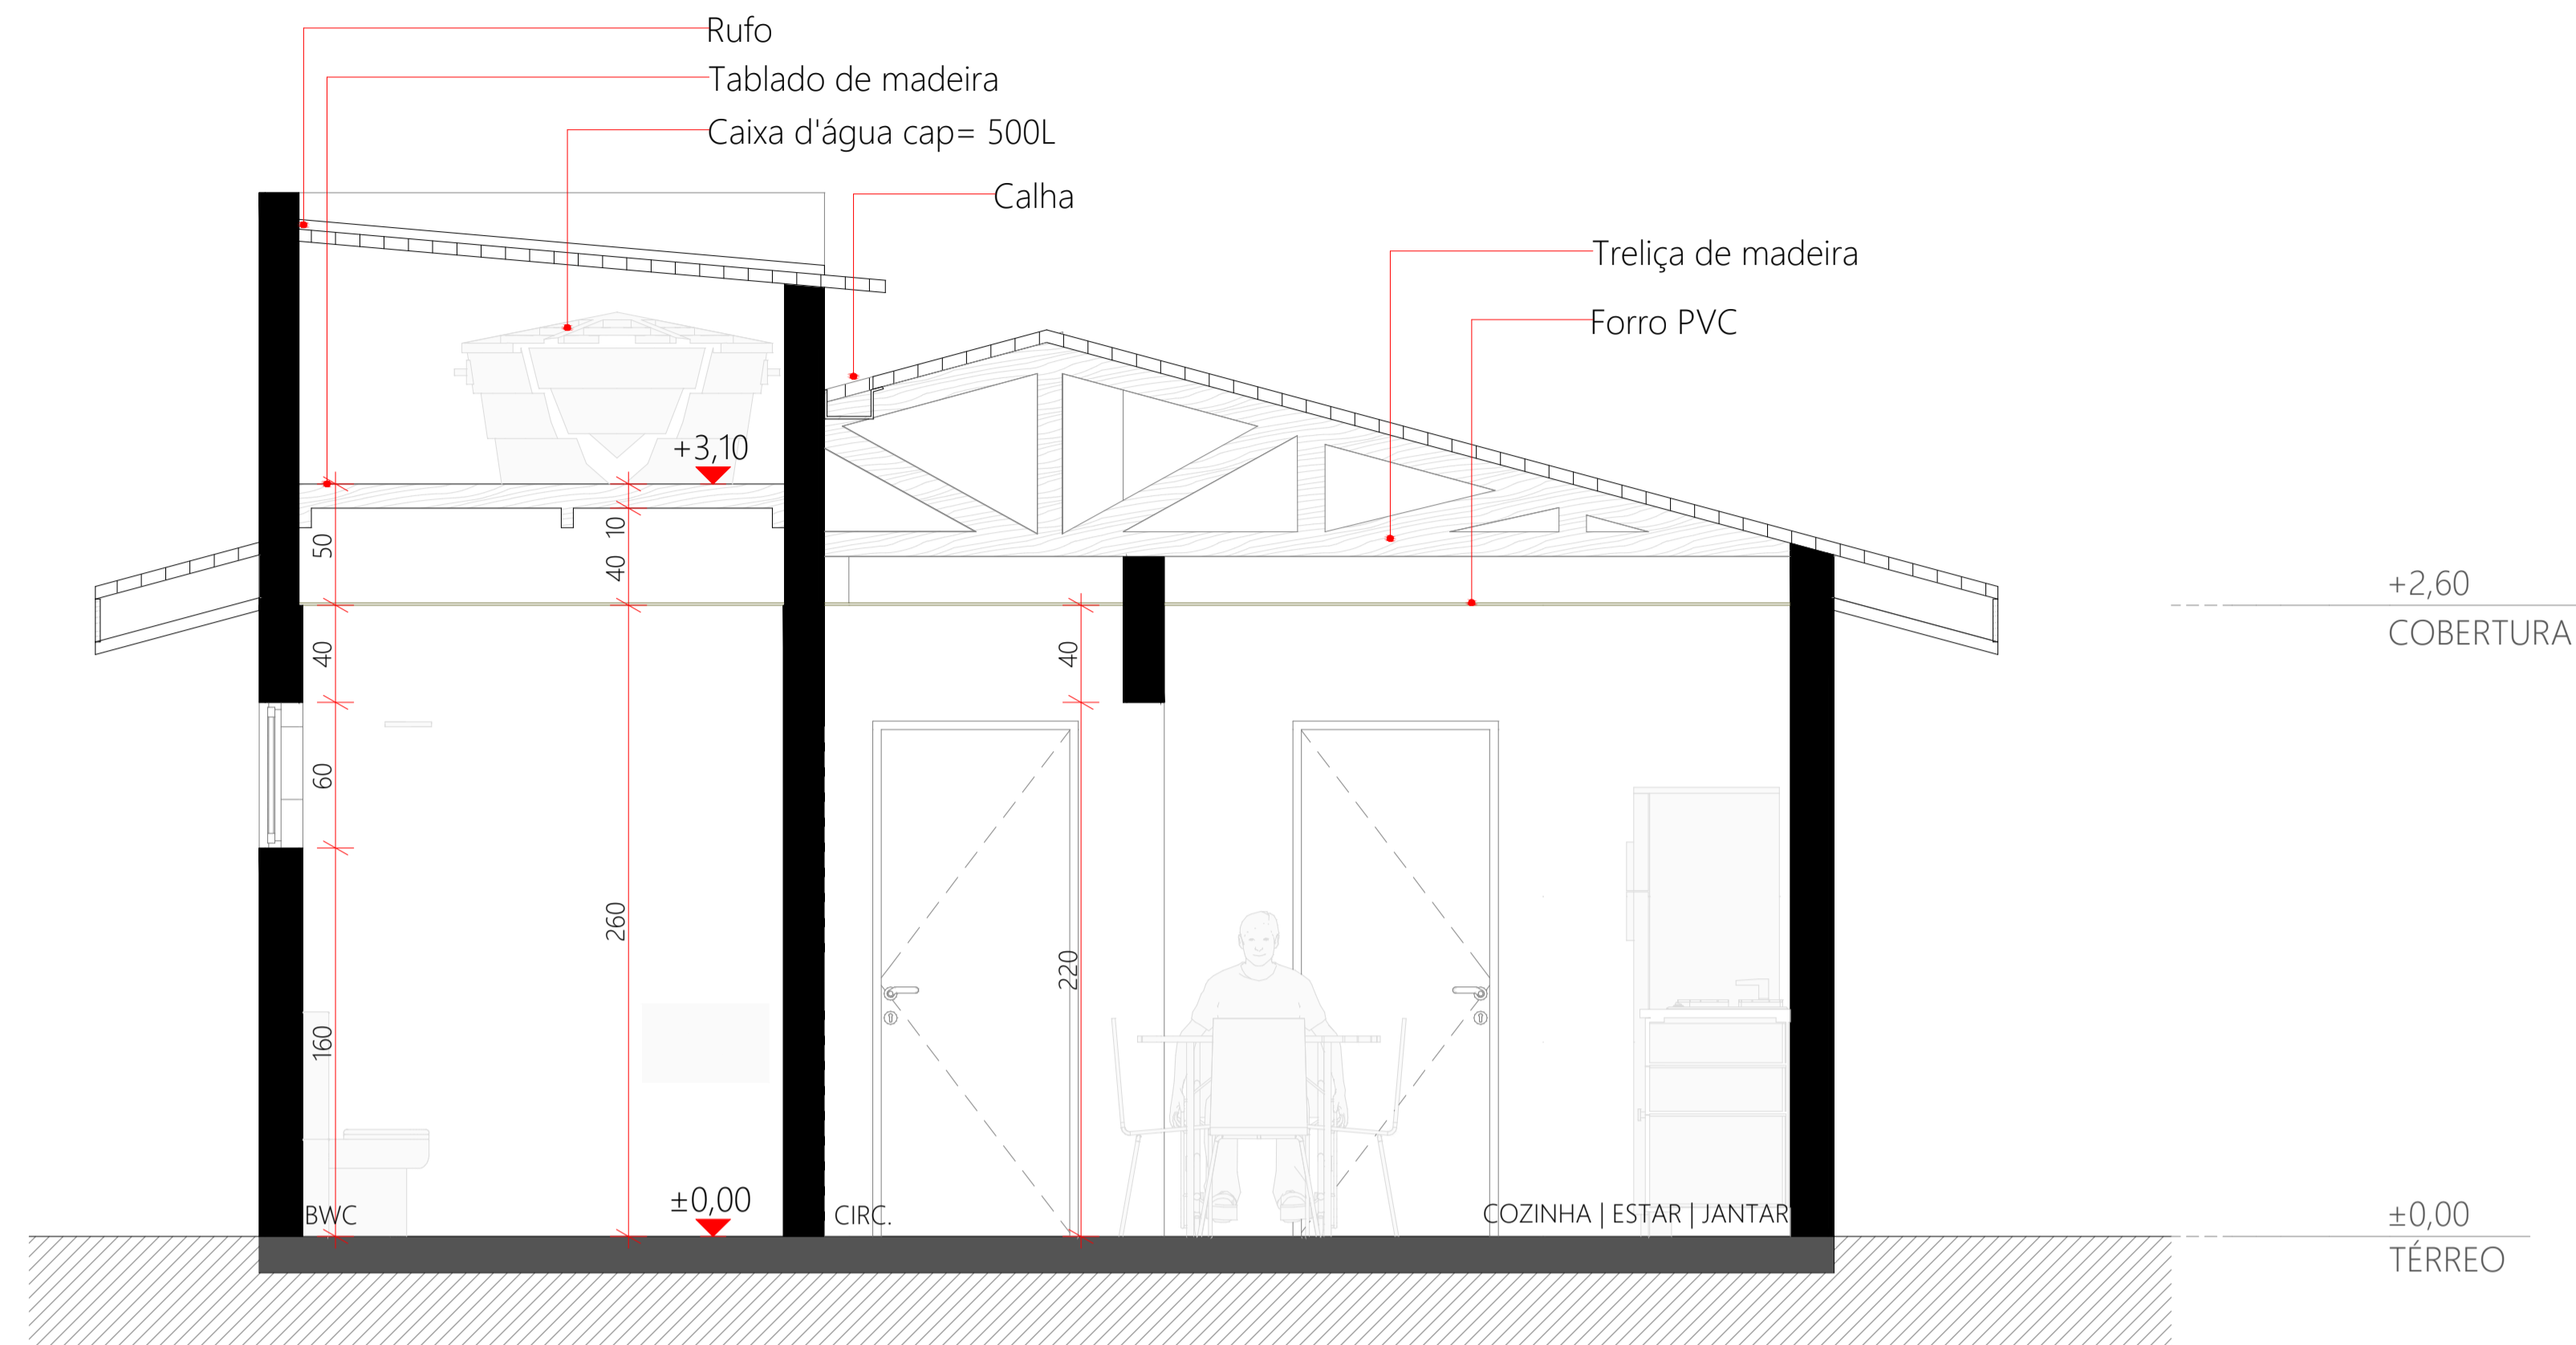 Rufo
Tablado de madeira
Caixa d'água cap= 500L
Calha
Treliça de madeira
Forro PVC
+3,10
50
10
40
+2,60
COBERTURA
40
40
60
260
220
160
±0,00
BWC
CIRC.
COZINHA | ESTAR | JANTAR
±0,00
TÉRREO